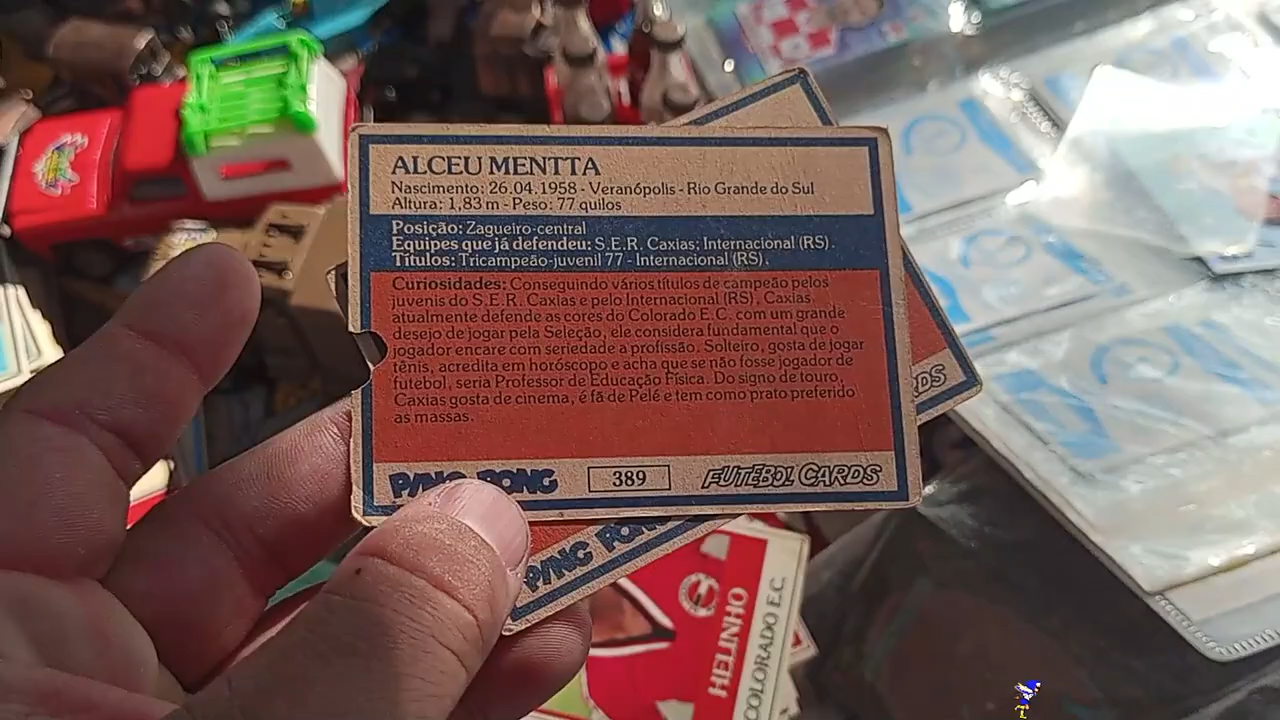 ALCEU MENTTA
Nascimento: 26.04.1958 - Veranópolis - Rio Grande do Sul
Altura: 1,83 m - Peso: 77 quilos
Posição: Zagueiro-central
Equipes que já defendeu: S.E.R. Caxias; Internacional (RS).
Títulos: Tricampeão-juvenil 77 - Internacional (RS).
Curiosidades: Conseguindo vários títulos de campeão pelos
juvenis do S.E.R. Caxias e pelo Internacional (RS), Caxias
atualmente defende as cores do Colorado E.C. com um grande
desejo de jogar pela Seleção, ele considera fundamental que o
jogador encare com seriedade a profissão. Solteiro, gosta de jogar
tênis, acredita em horóscopo e acha que se não fosse jogador de
futebol, seria Professor de Educação Física. Do signo de touro,
Caxias gosta de cinema, é fã de Pelé e tem como prato preferido
as massas.
PING PONG
389
FUTEBOL CARDS
RDS
PING PON
HELINHO
COLORADO E.C.